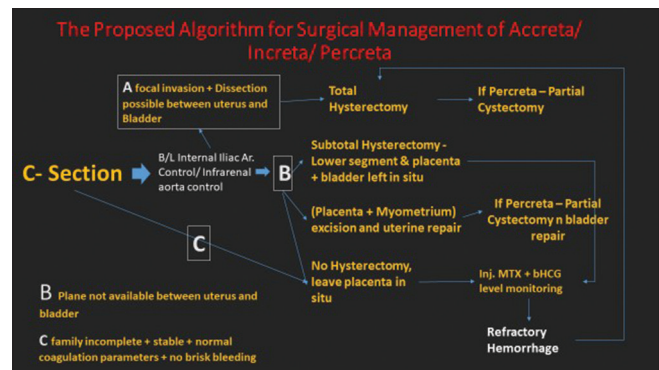 The Proposed Algorithm for Surgical Management of Accreta/
Increta/ Percreta
A focal invasion + Dissection
possible between uterus and
Bladder
Total
Hysterectomy
If Percreta – Partial
Cystectomy
C- Section
B/L Internal Iliac Ar.
Control/ Infrarenal
aorta control
B
Subtotal Hysterectomy -
Lower segment & placenta
+ bladder left in situ
(Placenta + Myometrium)
excision and uterine repair
If Percreta – Partial
Cystectomy n bladder
repair
C
No Hysterectomy,
leave placenta in
situ
Inj. MTX + bHCG
level monitoring
Refractory
Hemorrhage
B Plane not available between uterus and
bladder
C family incomplete + stable + normal
coagulation parameters + no brisk bleeding